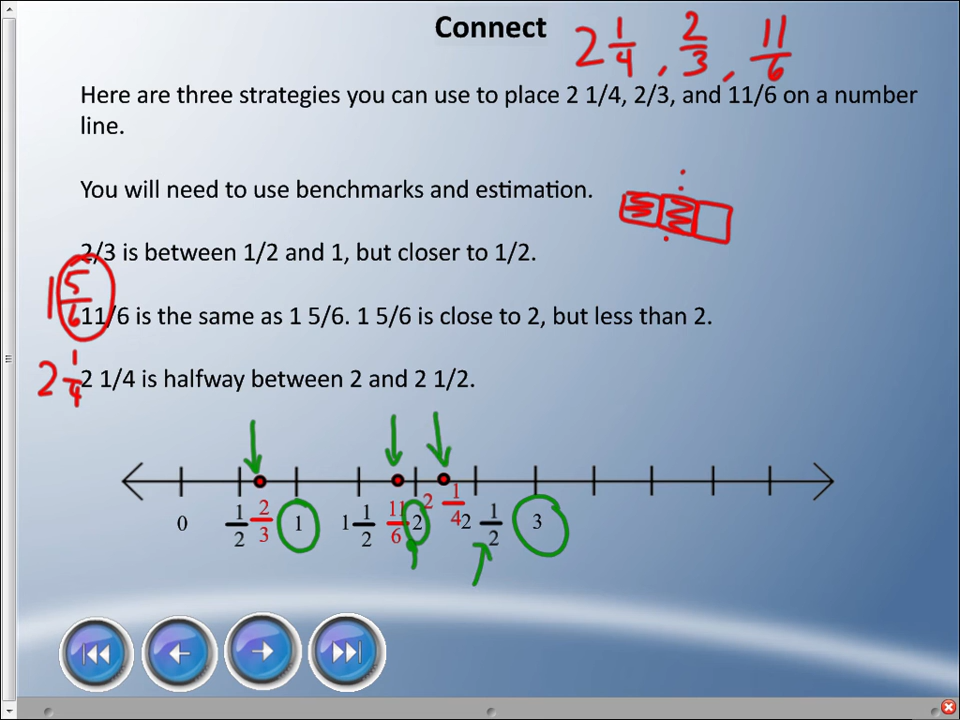 Connect
2 1/4 , 2/3 , 11/6
Here are three strategies you can use to place 2 1/4, 2/3, and 11/6 on a number
line.
You will need to use benchmarks and estimation.
2/3 is between 1/2 and 1, but closer to 1/2.
1 5/6
11/6 is the same as 1 5/6. 1 5/6 is close to 2, but less than 2.
2 1/4
2 1/4 is halfway between 2 and 2 1/2.
0 1/2 2/3 1 1 1/2 11/6 2 2 1/4 2 1/2 3